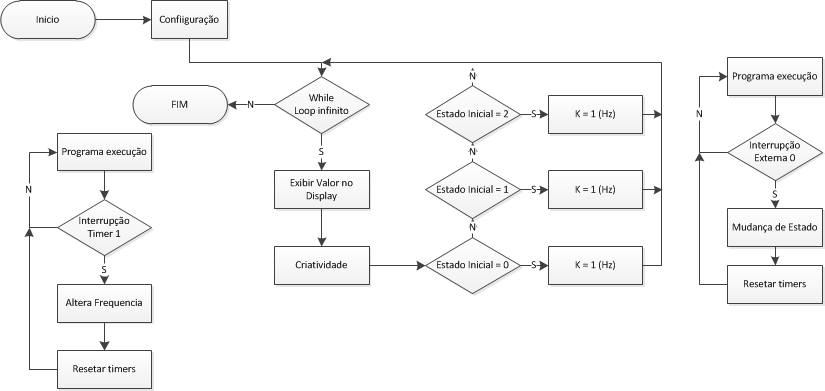 Inicio
Confiiguração
While
Loop infinito
N
FIM
S
Exibir Valor no
Display
Criatividade
Estado Inicial = 0
S
K = 1 (Hz)
N
Estado Inicial = 1
S
K = 1 (Hz)
N
Estado Inicial = 2
S
K = 1 (Hz)
N
Programa execução
N
Interrupção
Timer 1
S
Altera Frequencia
Resetar timers
Programa execução
N
Interrupção
Externa 0
S
Mudança de Estado
Resetar timers